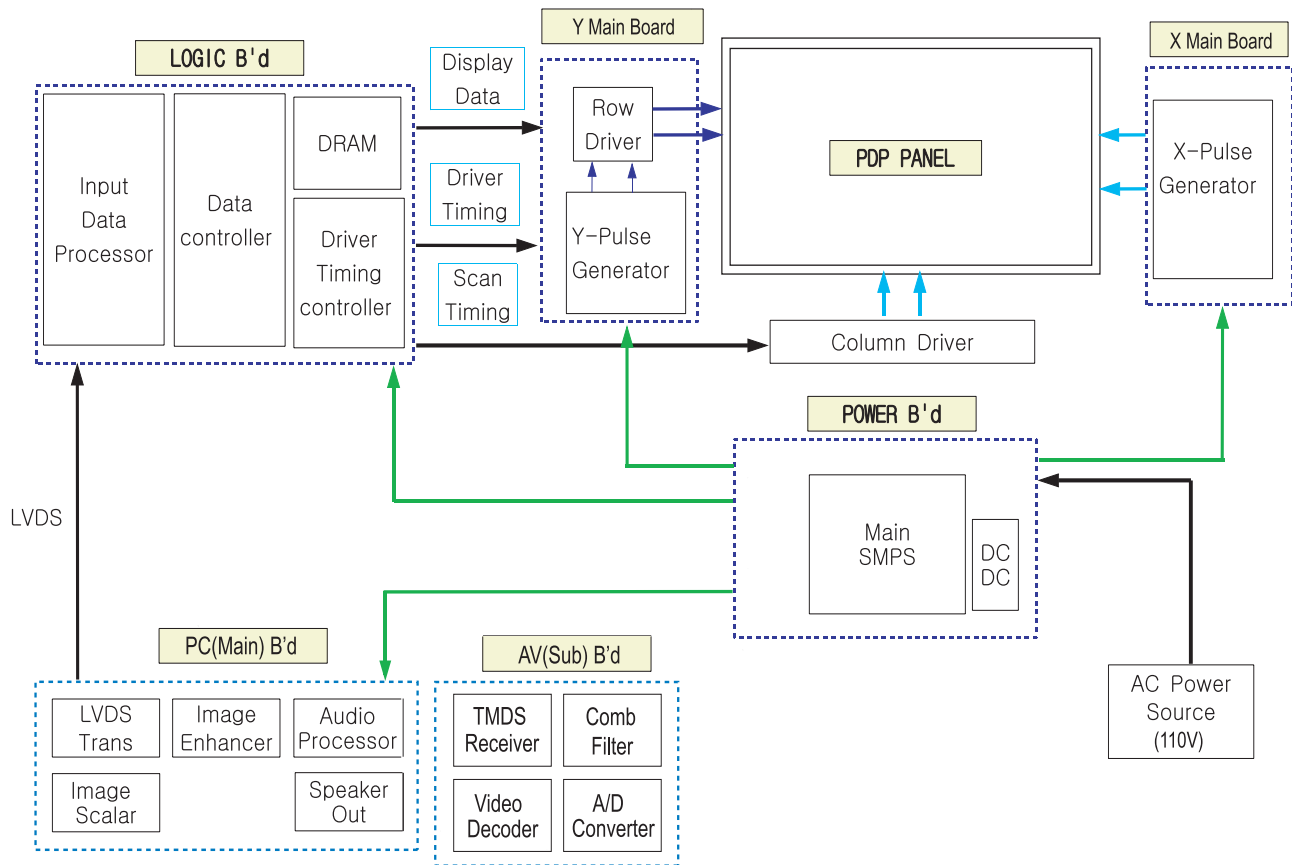 LOGIC B'd
Input
Data
Processor
Data
controller
DRAM
Driver
Timing
controller
Display
Data
Driver
Timing
Scan
Timing
Y Main Board
Row
Driver
Y-Pulse
Generator
PDP PANEL
X Main Board
X-Pulse
Generator
Column Driver
POWER B'd
Main
SMPS
DC
DC
LVDS
PC(Main) B'd
LVDS
Trans
Image
Enhancer
Audio
Processor
Image
Scalar
Speaker
Out
AV(Sub) B'd
TMDS
Receiver
Comb
Filter
Video
Decoder
A/D
Converter
AC Power
Source
(110V)